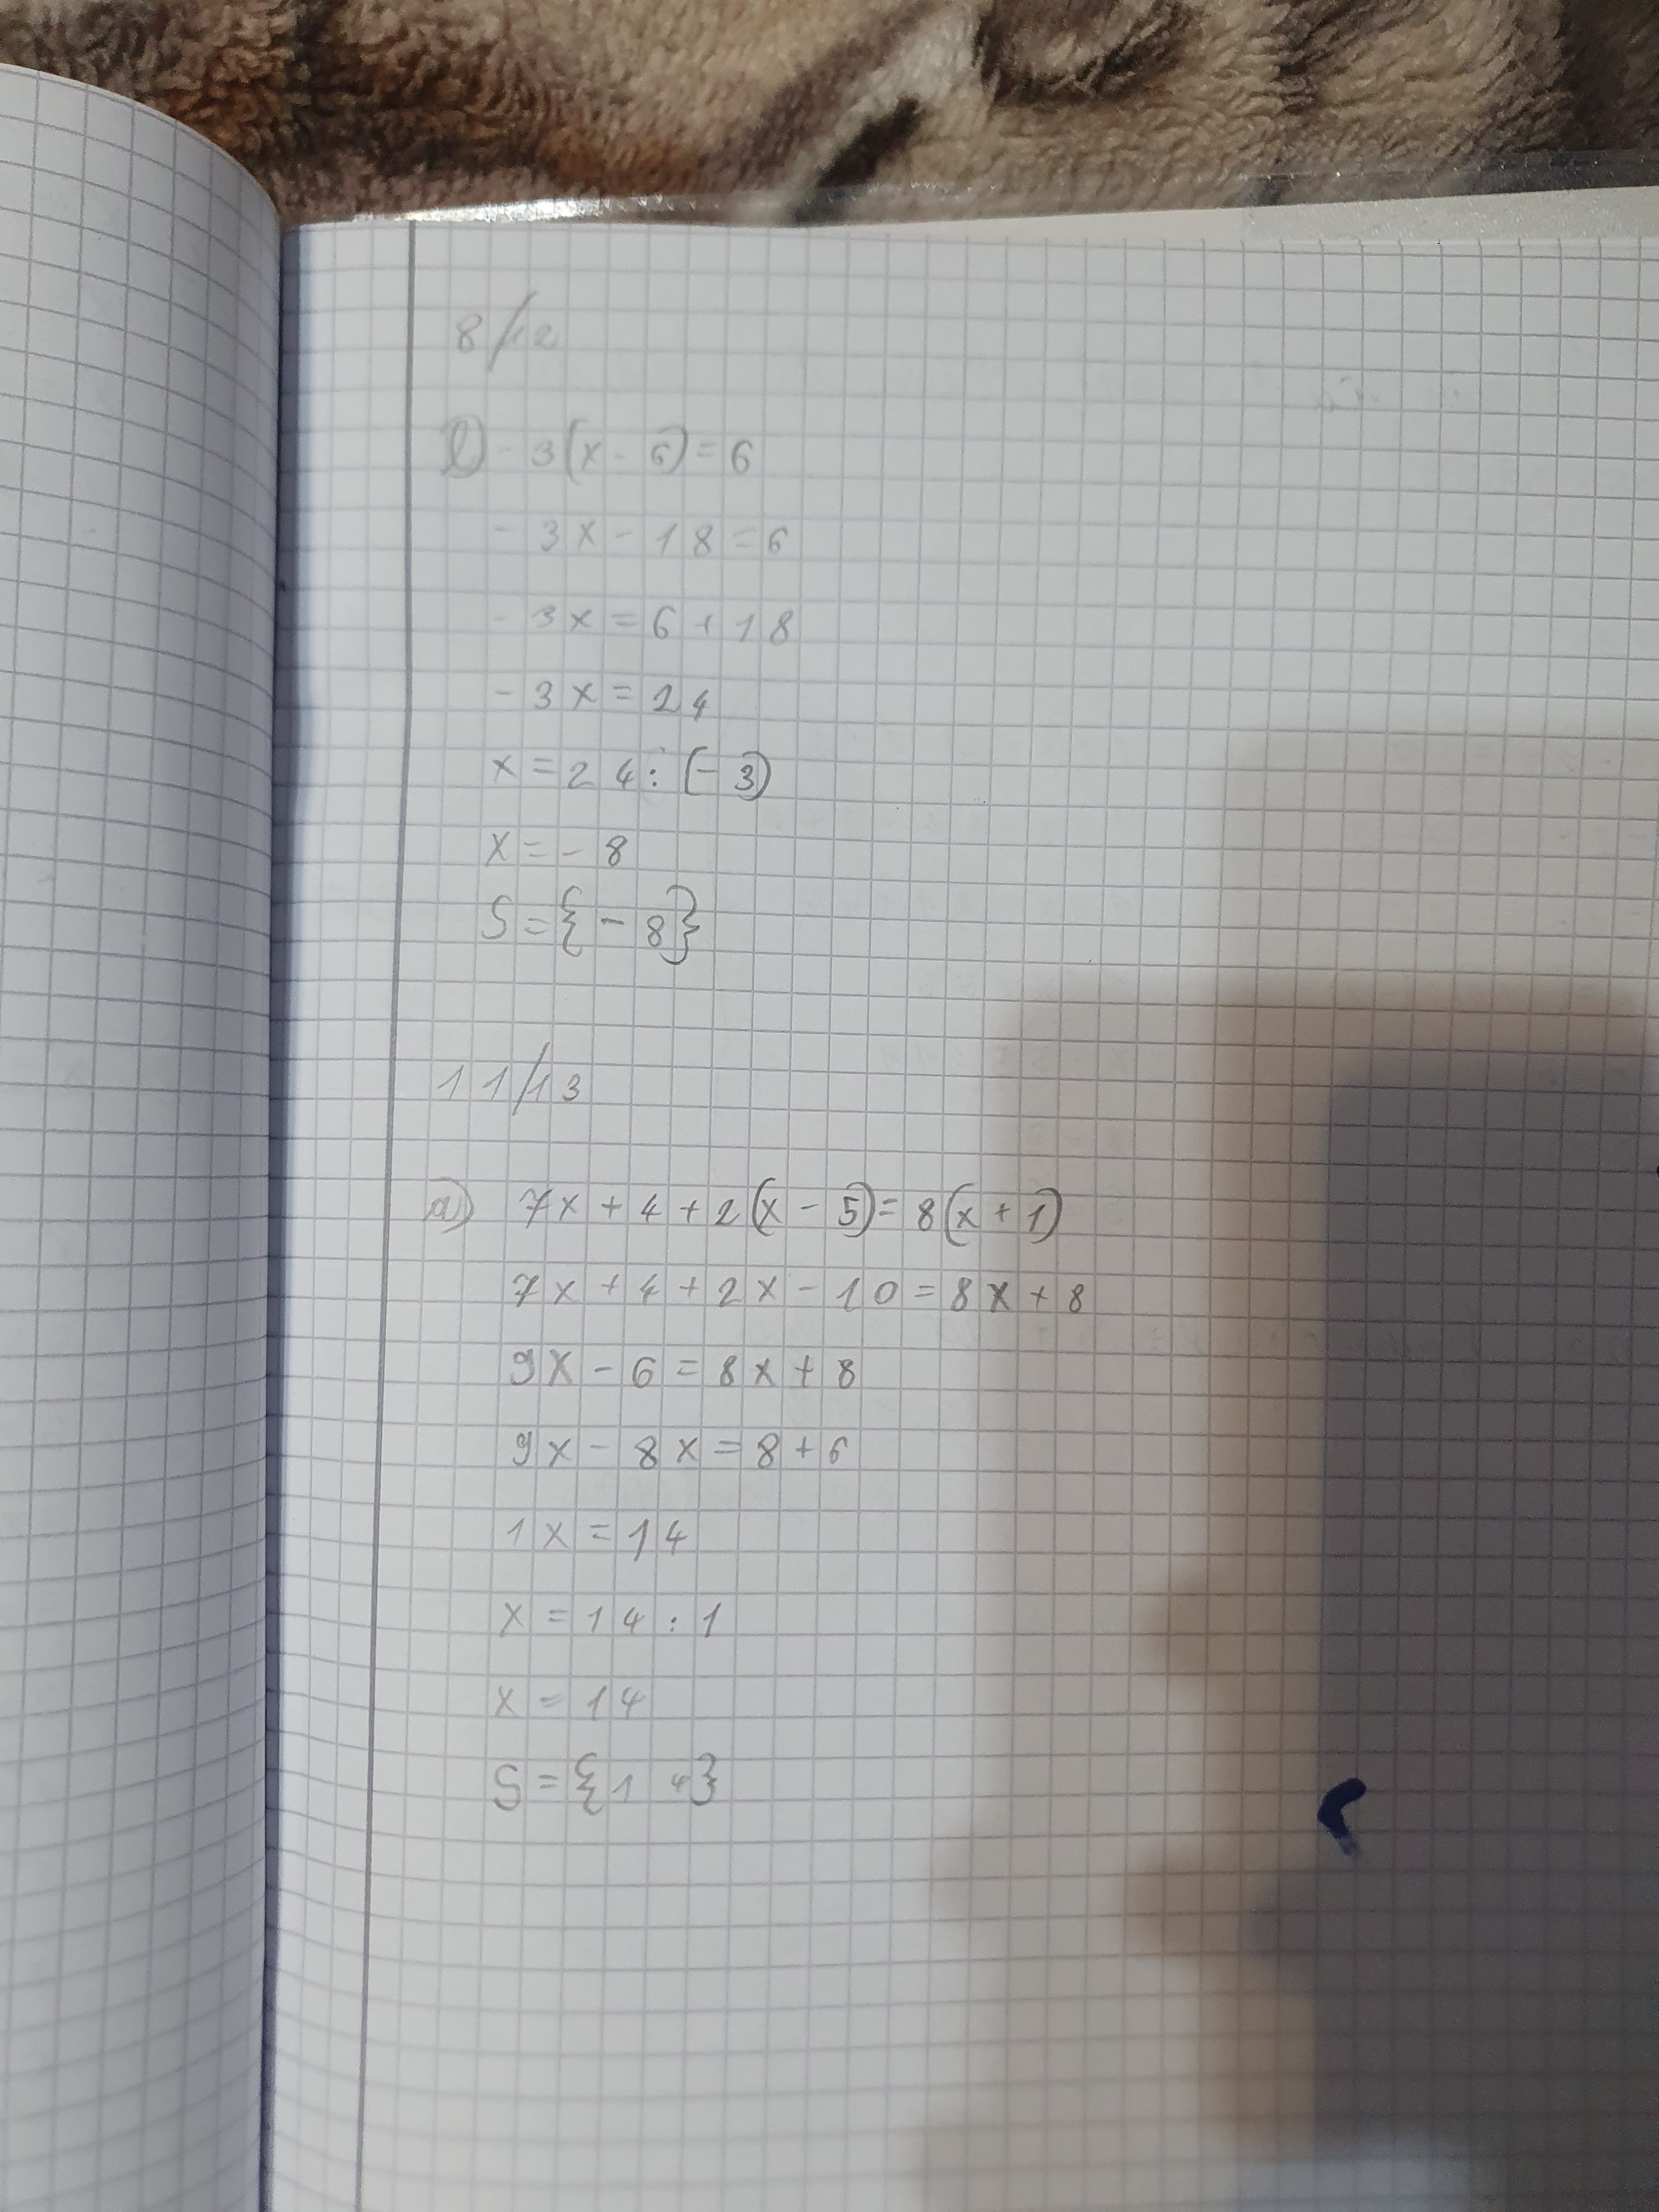 8/12
l) -3(x-6)=6
-3x-18=6
-3x=6+18
-3x=24
x=24:(-3)
x=-8
S={-8}
11/13
a) 7x+4+2(x-5)=8(x+1)
7x+4+2x-10=8x+8
9x-6=8x+8
9x-8x=8+6
1x=14
x=14:1
x=14
S={14}